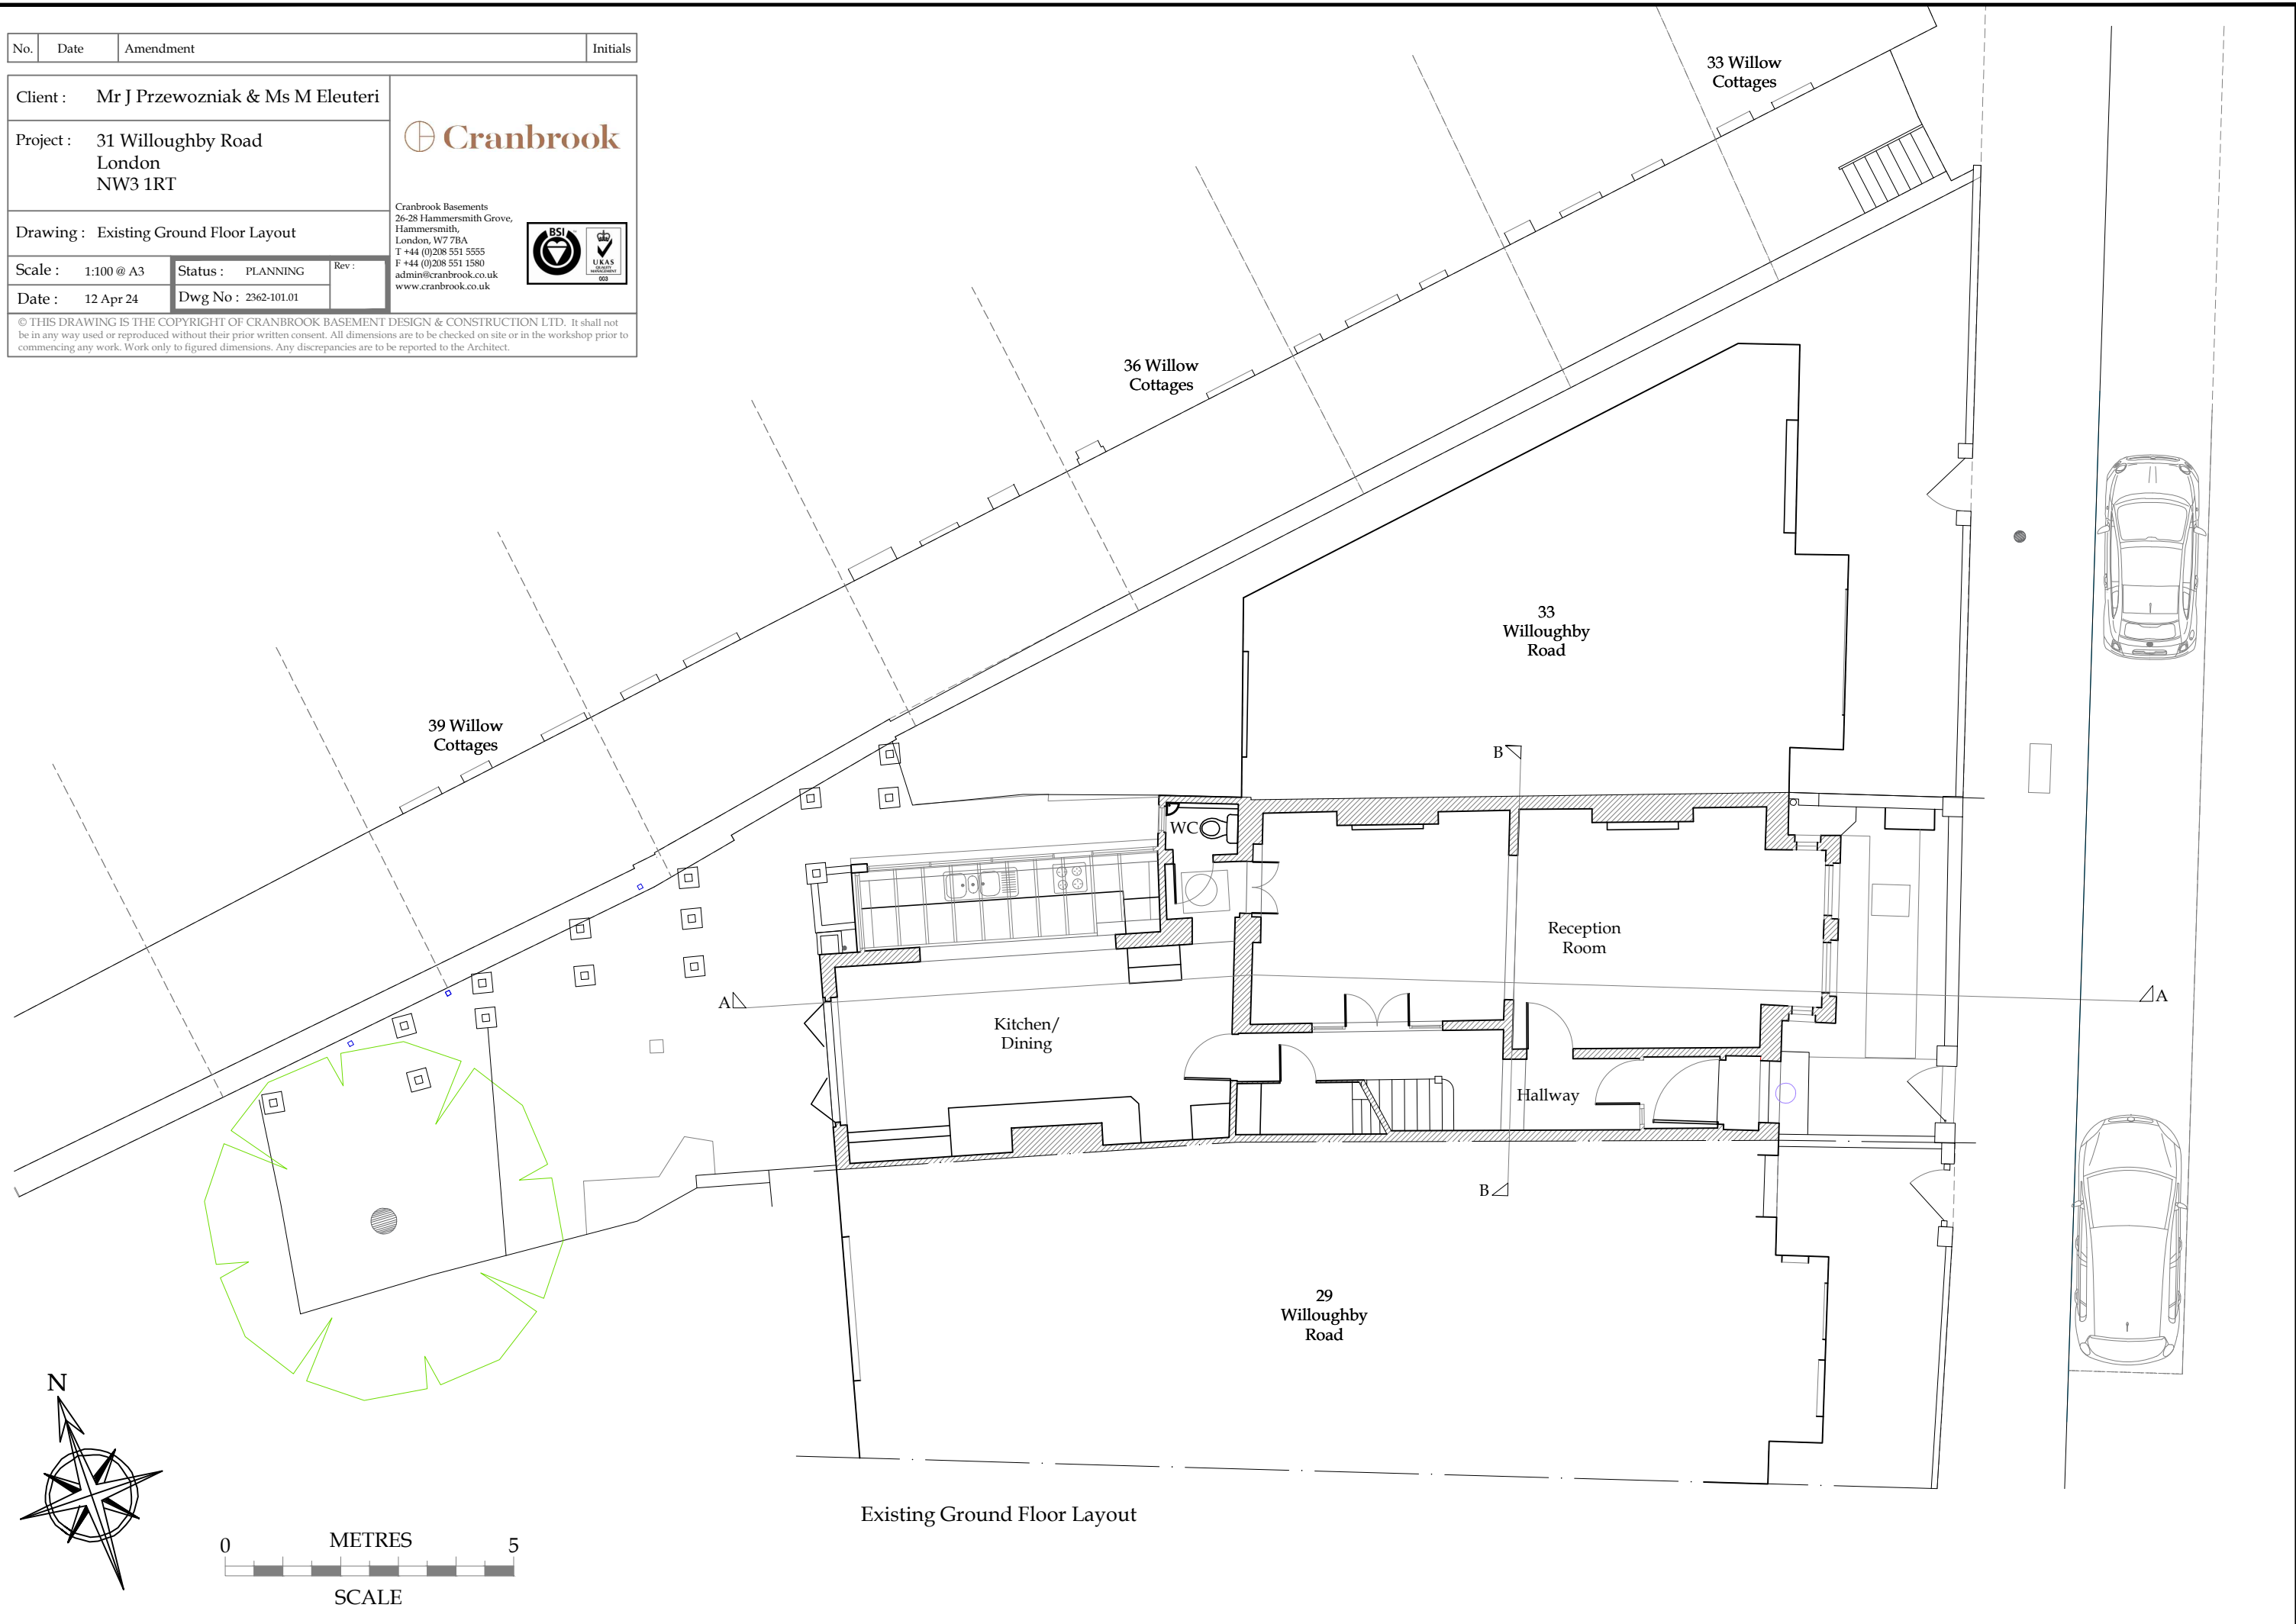 No. Date Amendment Initials
Client : Mr J Przewozniak & Ms M Eleuteri
Project : 31 Willoughby Road
London
NW3 1RT
Drawing : Existing Ground Floor Layout
Scale : 1:100 @ A3
Status : PLANNING
Rev :
Date : 12 Apr 24
Dwg No : 2362-101.01
Cranbrook
Cranbrook Basements
26-28 Hammersmith Grove,
Hammersmith,
London, W7 7BA
T +44 (0)208 551 5555
F +44 (0)208 551 1580
admin@cranbrook.co.uk
www.cranbrook.co.uk
BSI
UKAS
QUALITY
MANAGEMENT
003
© THIS DRAWING IS THE COPYRIGHT OF CRANBROOK BASEMENT DESIGN & CONSTRUCTION LTD. It shall not
be in any way used or reproduced without their prior written consent. All dimensions are to be checked on site or in the workshop prior to
commencing any work. Work only to figured dimensions. Any discrepancies are to be reported to the Architect.
33 Willow
Cottages
36 Willow
Cottages
39 Willow
Cottages
33
Willoughby
Road
B
WC
Reception
Room
A
A
Kitchen/
Dining
Hallway
B
29
Willoughby
Road
N
Existing Ground Floor Layout
0 METRES 5
SCALE